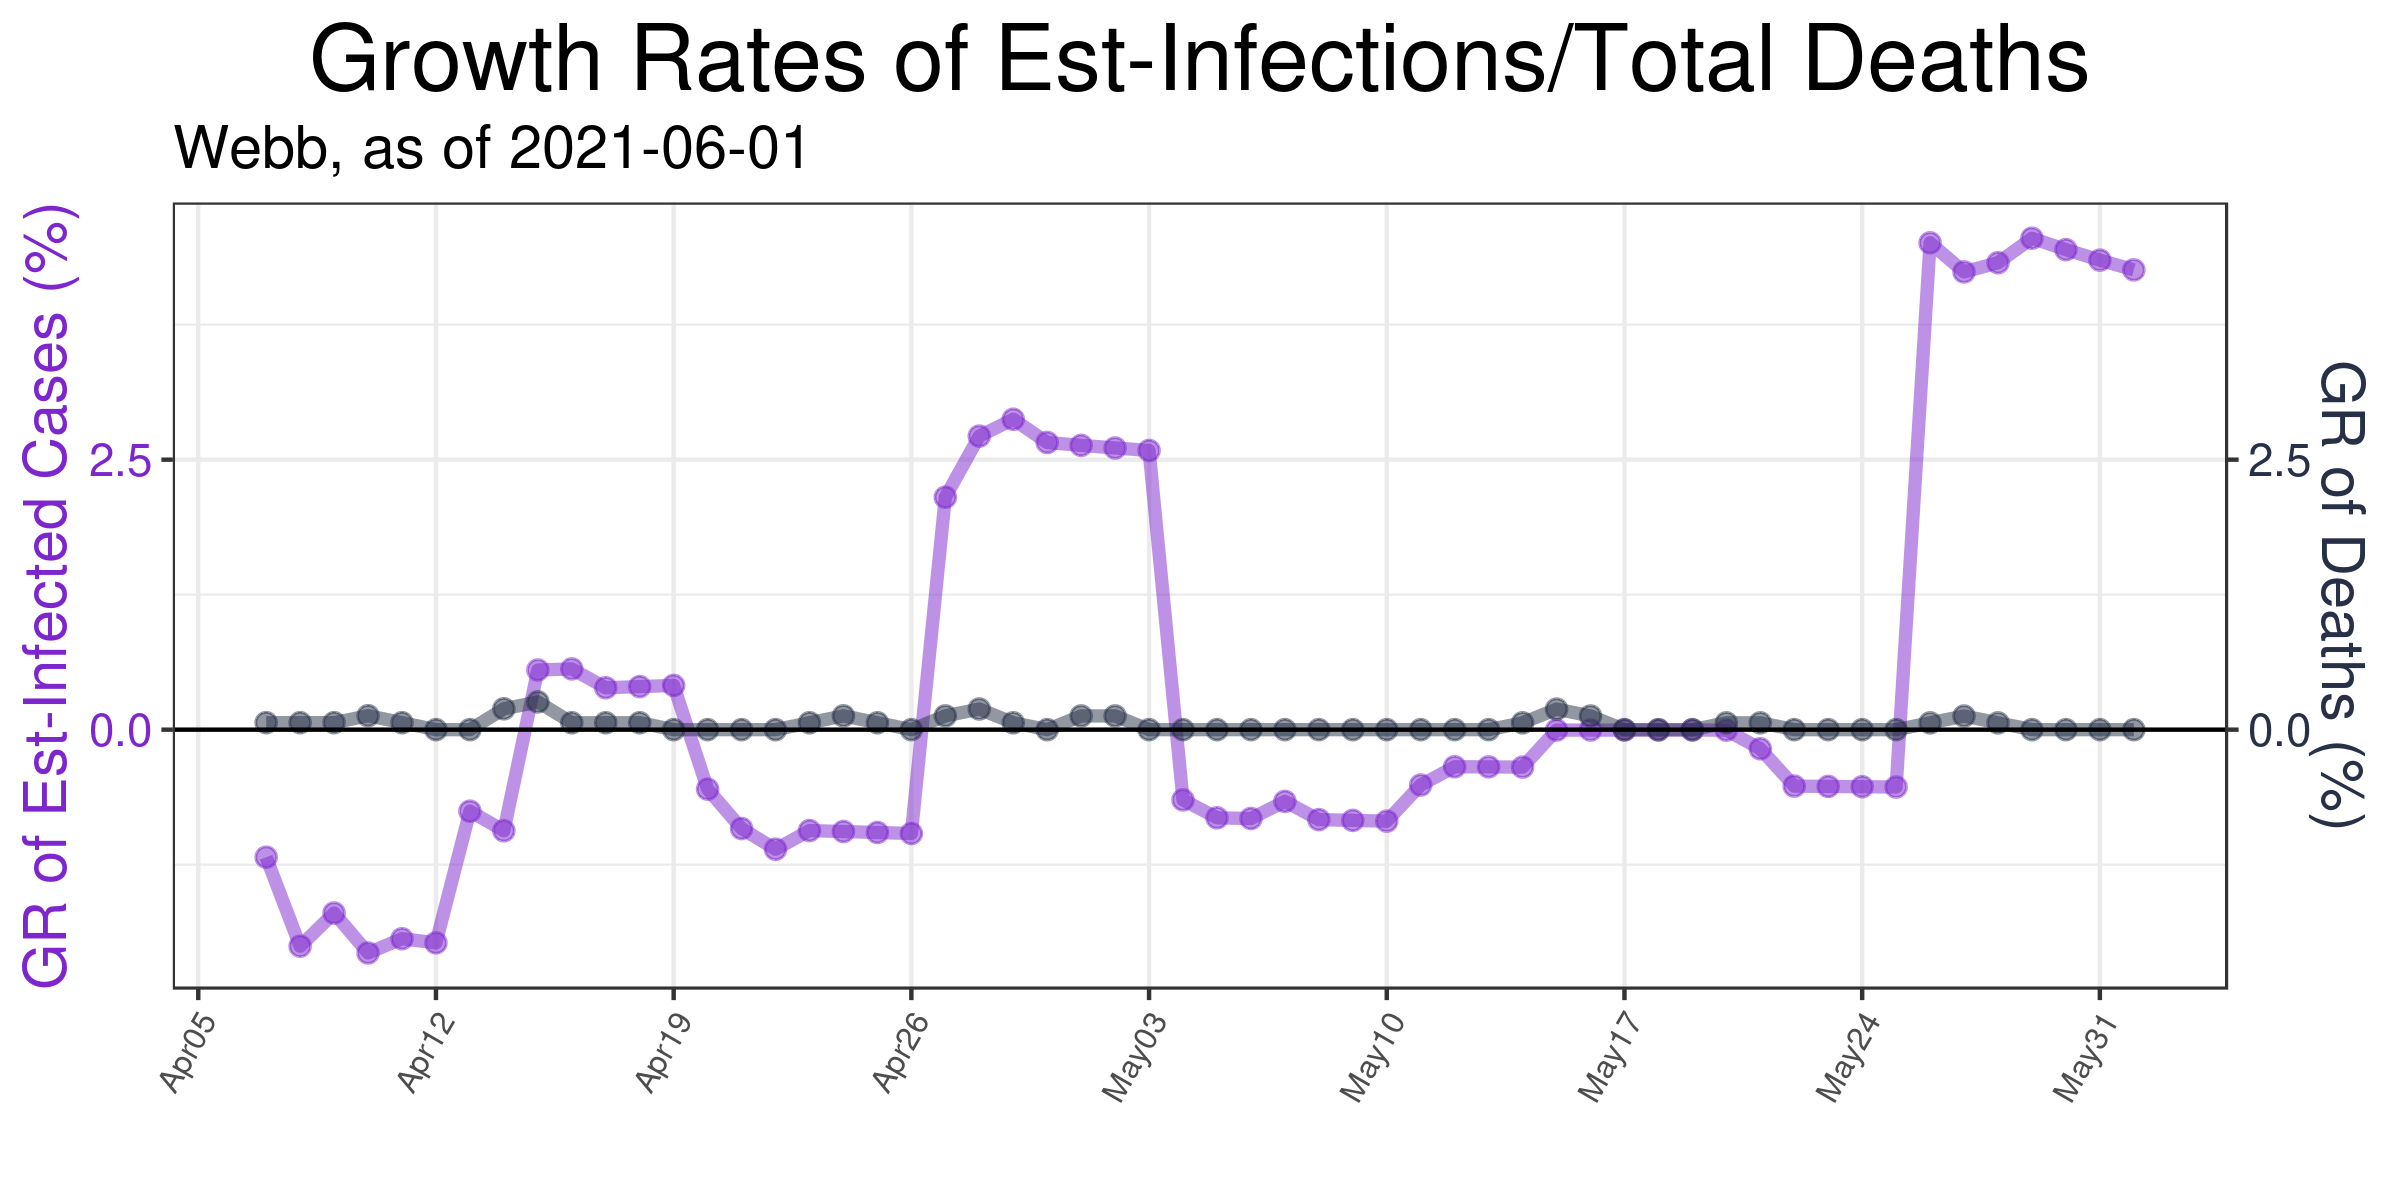 Growth Rates of Est-Infections/Total Deaths
Webb, as of 2021-06-01
GR of Est-Infected Cases (%)
2.5
0.0
2.5
0.0
GR of Deaths (%)
Apr05
Apr12
Apr19
Apr26
May03
May10
May17
May24
May31